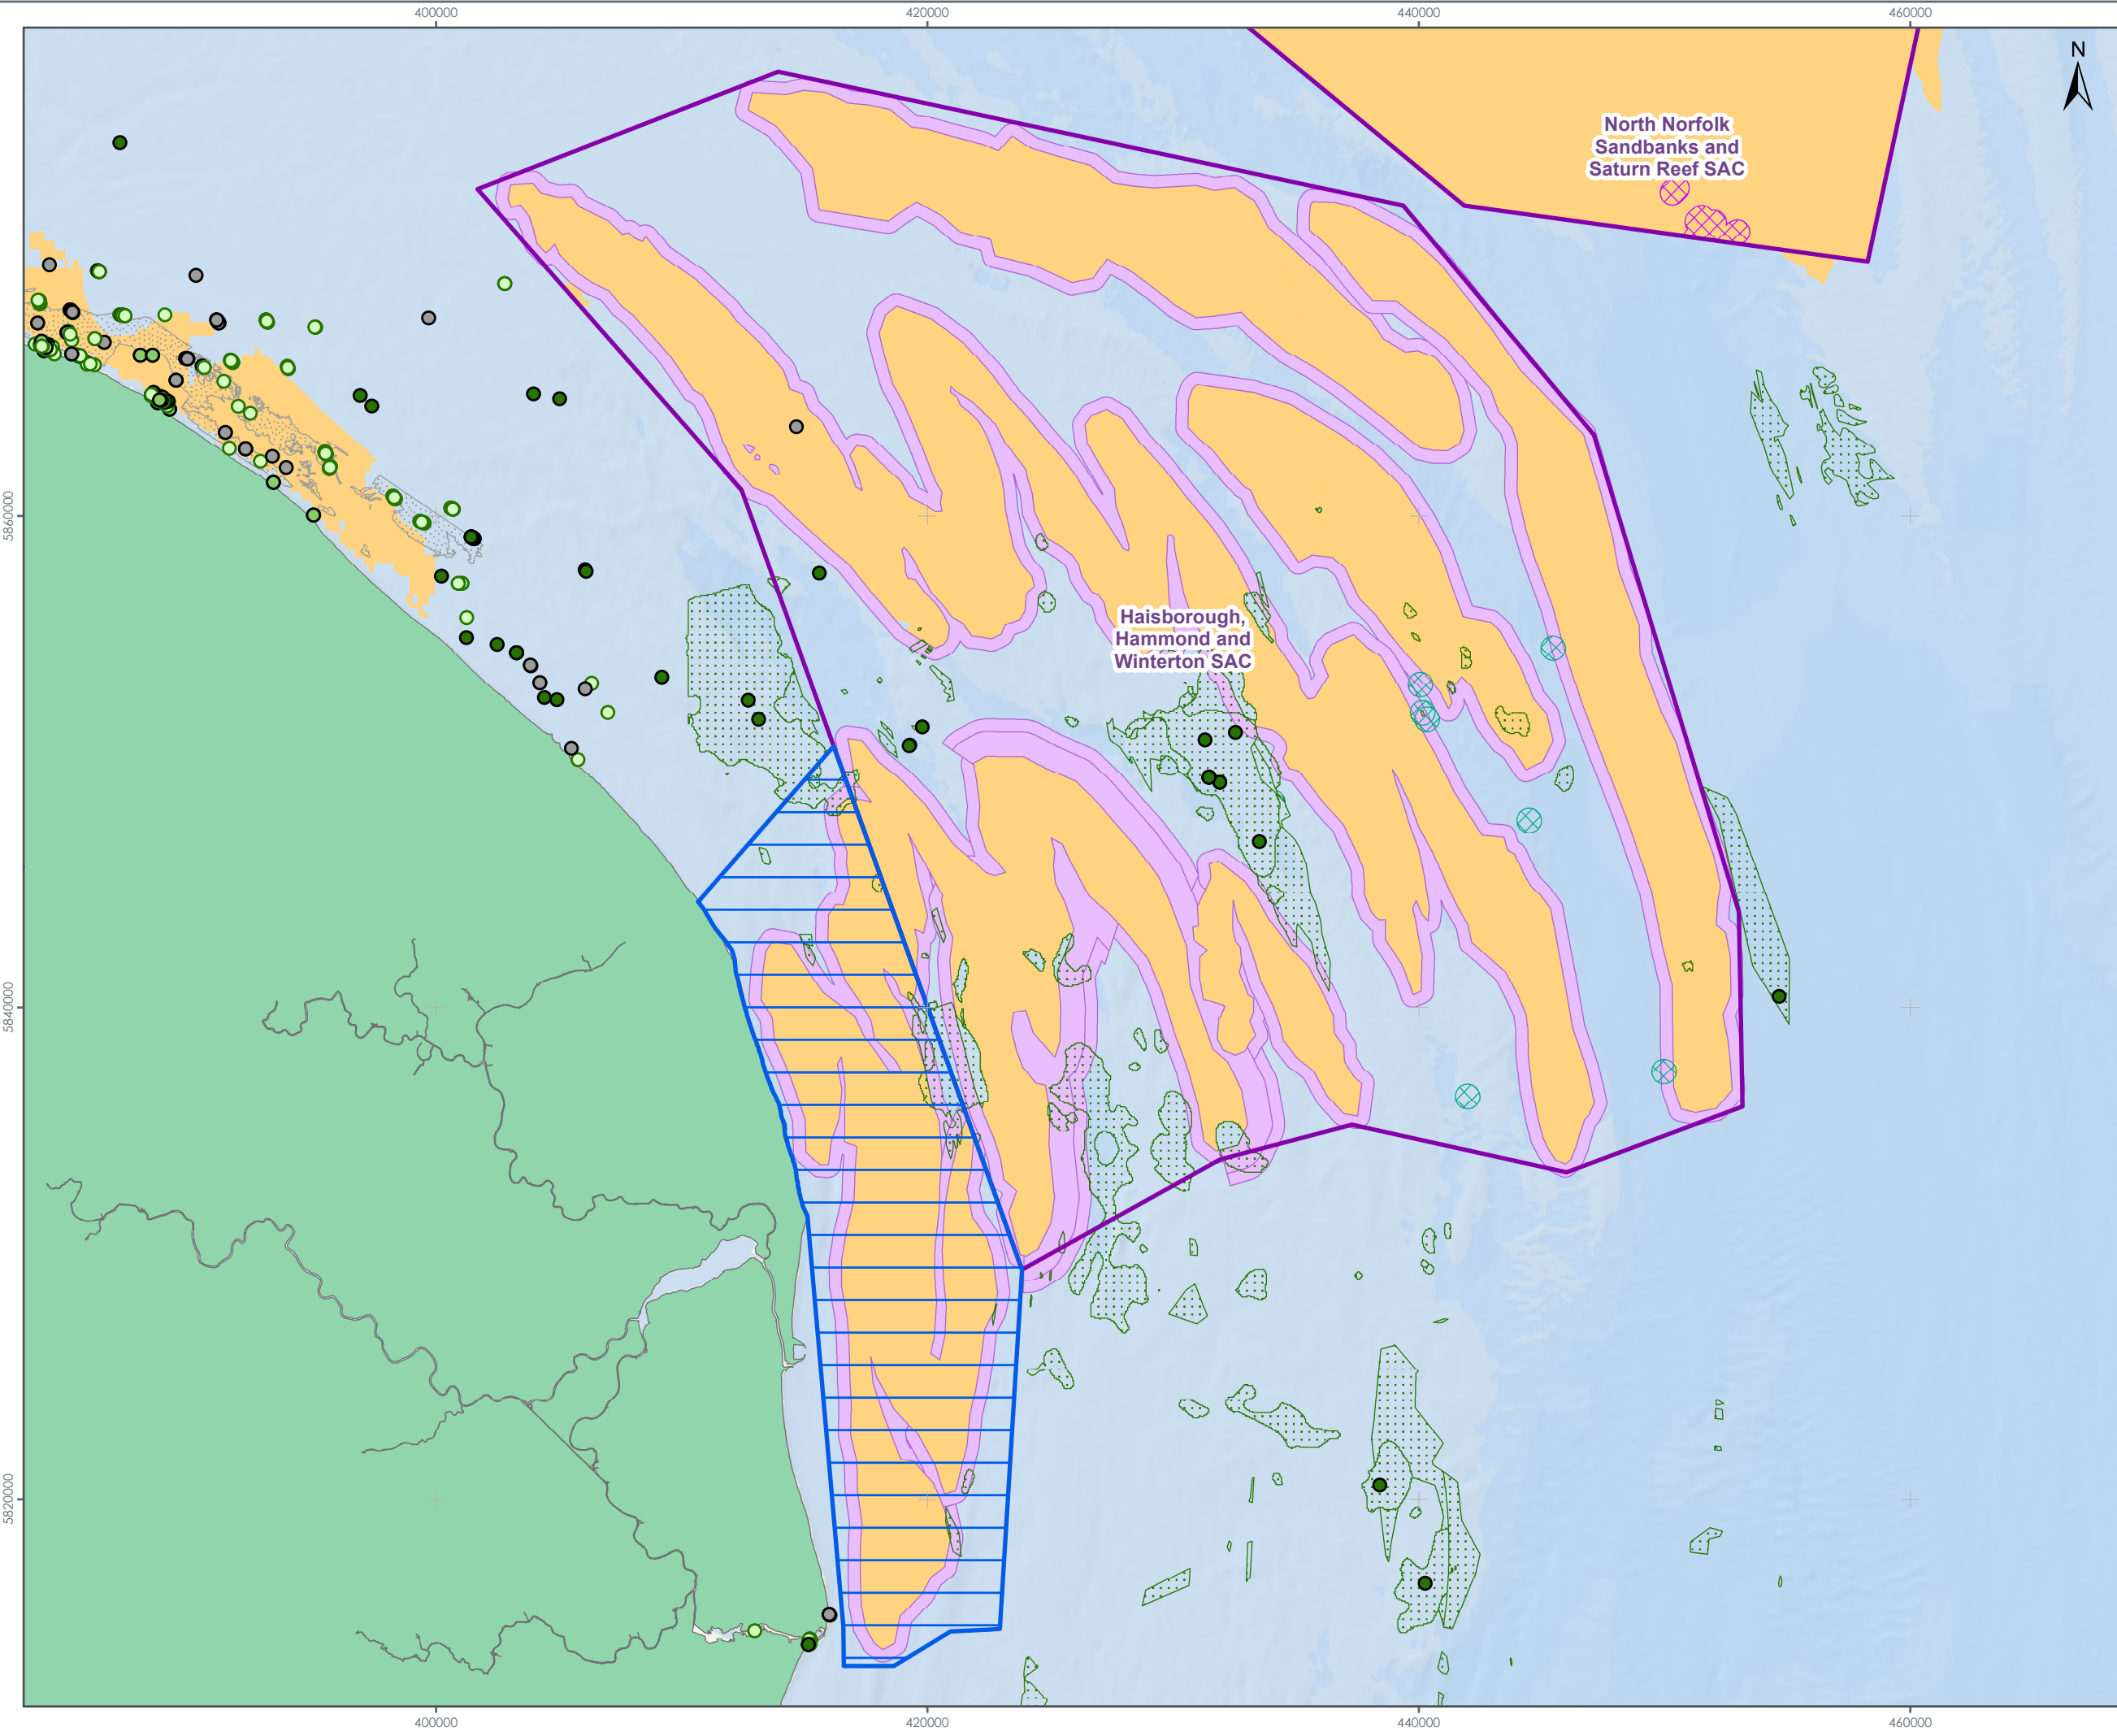 400000
420000
440000
460000
N
North Norfolk
Sandbanks and
Saturn Reef SAC
5860000
Haisborough,
Hammond and
Winterton SAC
5840000
5820000
400000
420000
440000
460000